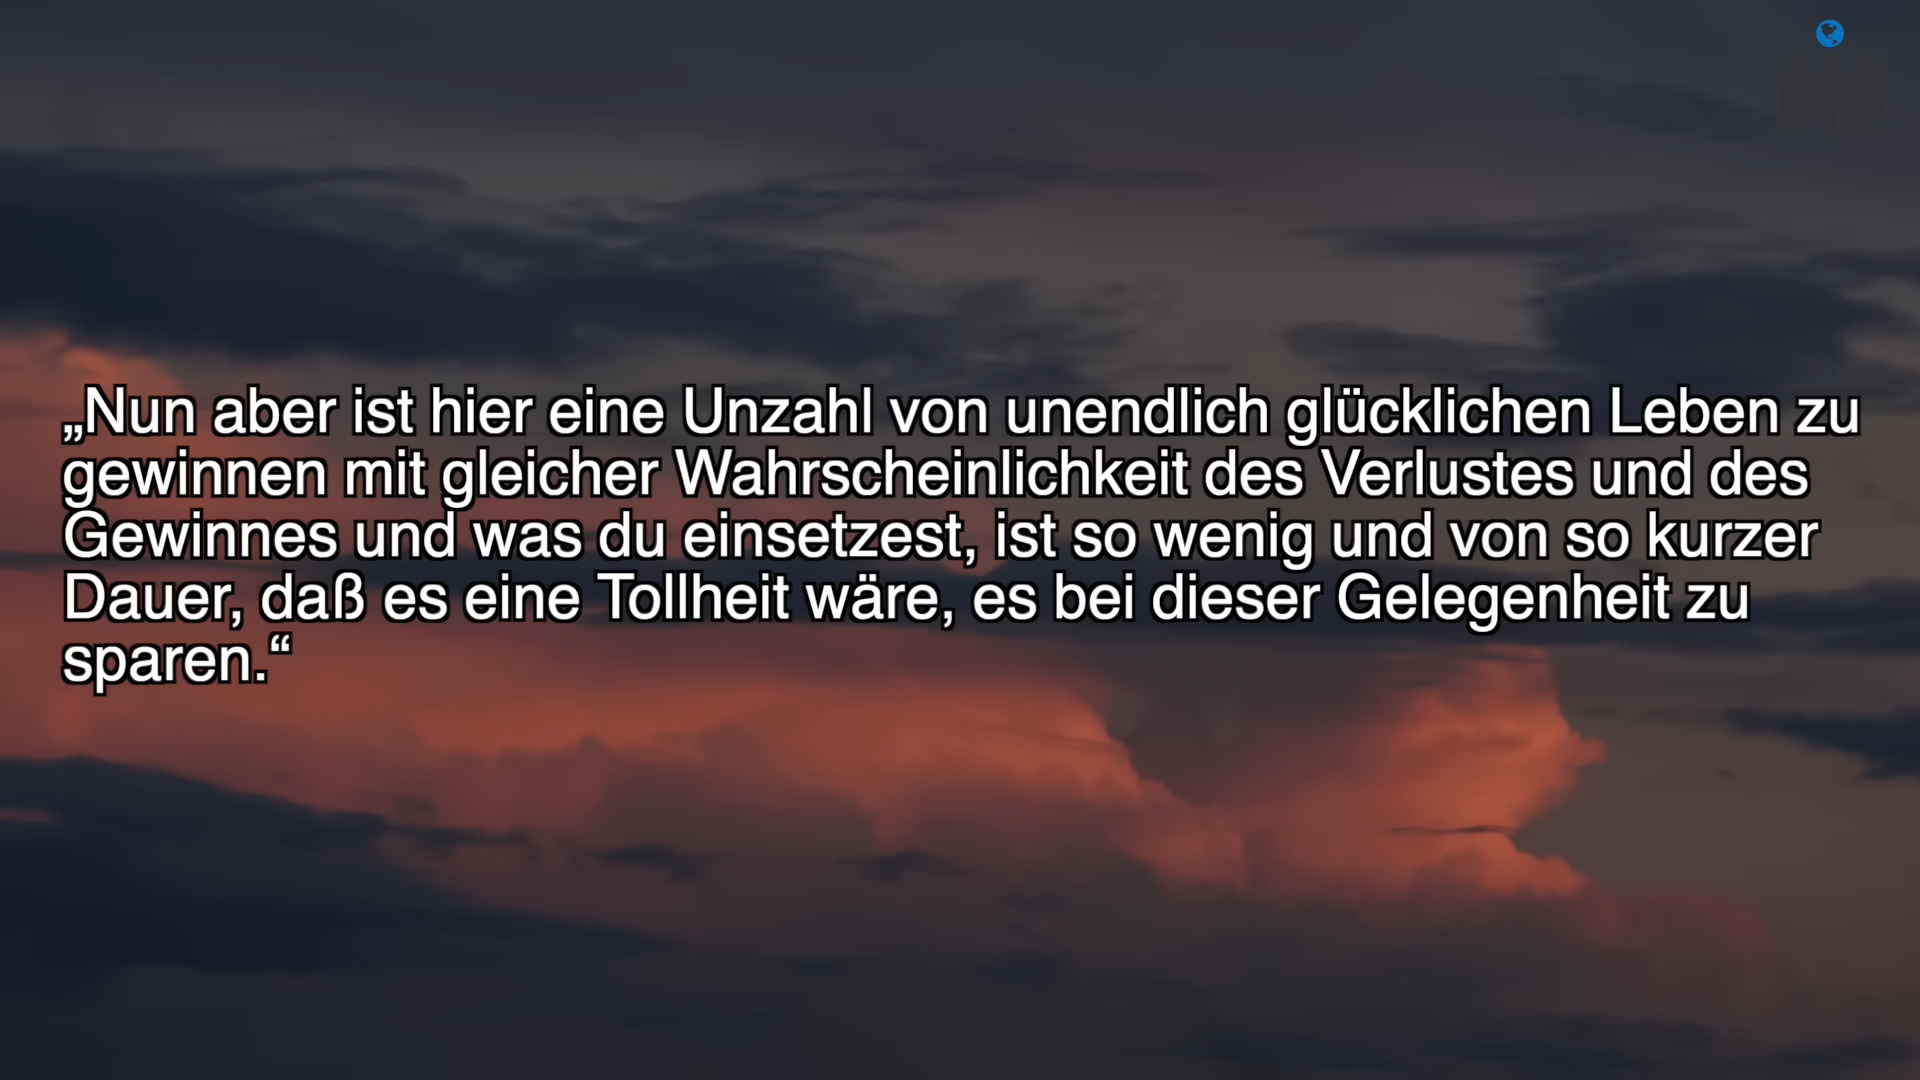 „Nun aber ist hier eine Unzahl von unendlich glücklichen Leben zu
gewinnen mit gleicher Wahrscheinlichkeit des Verlustes und des
Gewinnes und was du einsetzest, ist so wenig und von so kurzer
Dauer, daß es eine Tollheit wäre, es bei dieser Gelegenheit zu
sparen.“